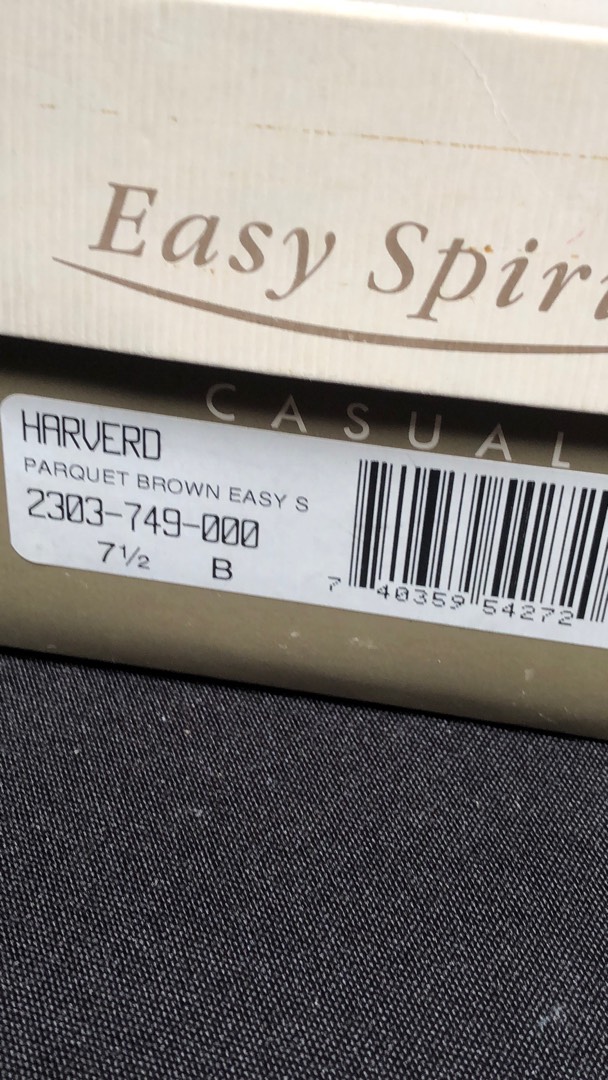 Easy Spiri
CASUAL
HARVERD
PARQUET BROWN EASY S
2303-749-000
7½ B
7 40359 54272